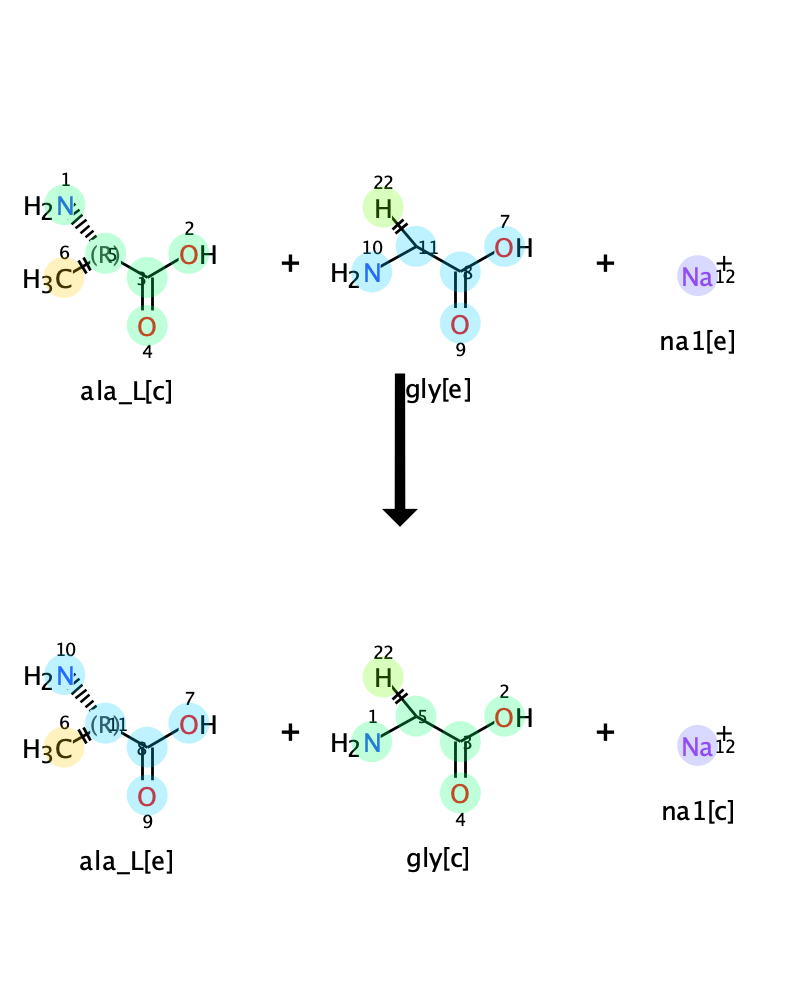 1 2 6 H2N (R) 5 OH H3C 3 O 4
+
22 7 10 H 11 OH H2N 8 O 9
+
Na + 12
ala_L[c] gly[e] na1[e]
10 7 6 H2N (R) 11 OH H3C 8 O 9
+
22 2 1 H 5 OH H2N 3 O 4
+
Na + 12
ala_L[e] gly[c] na1[c]